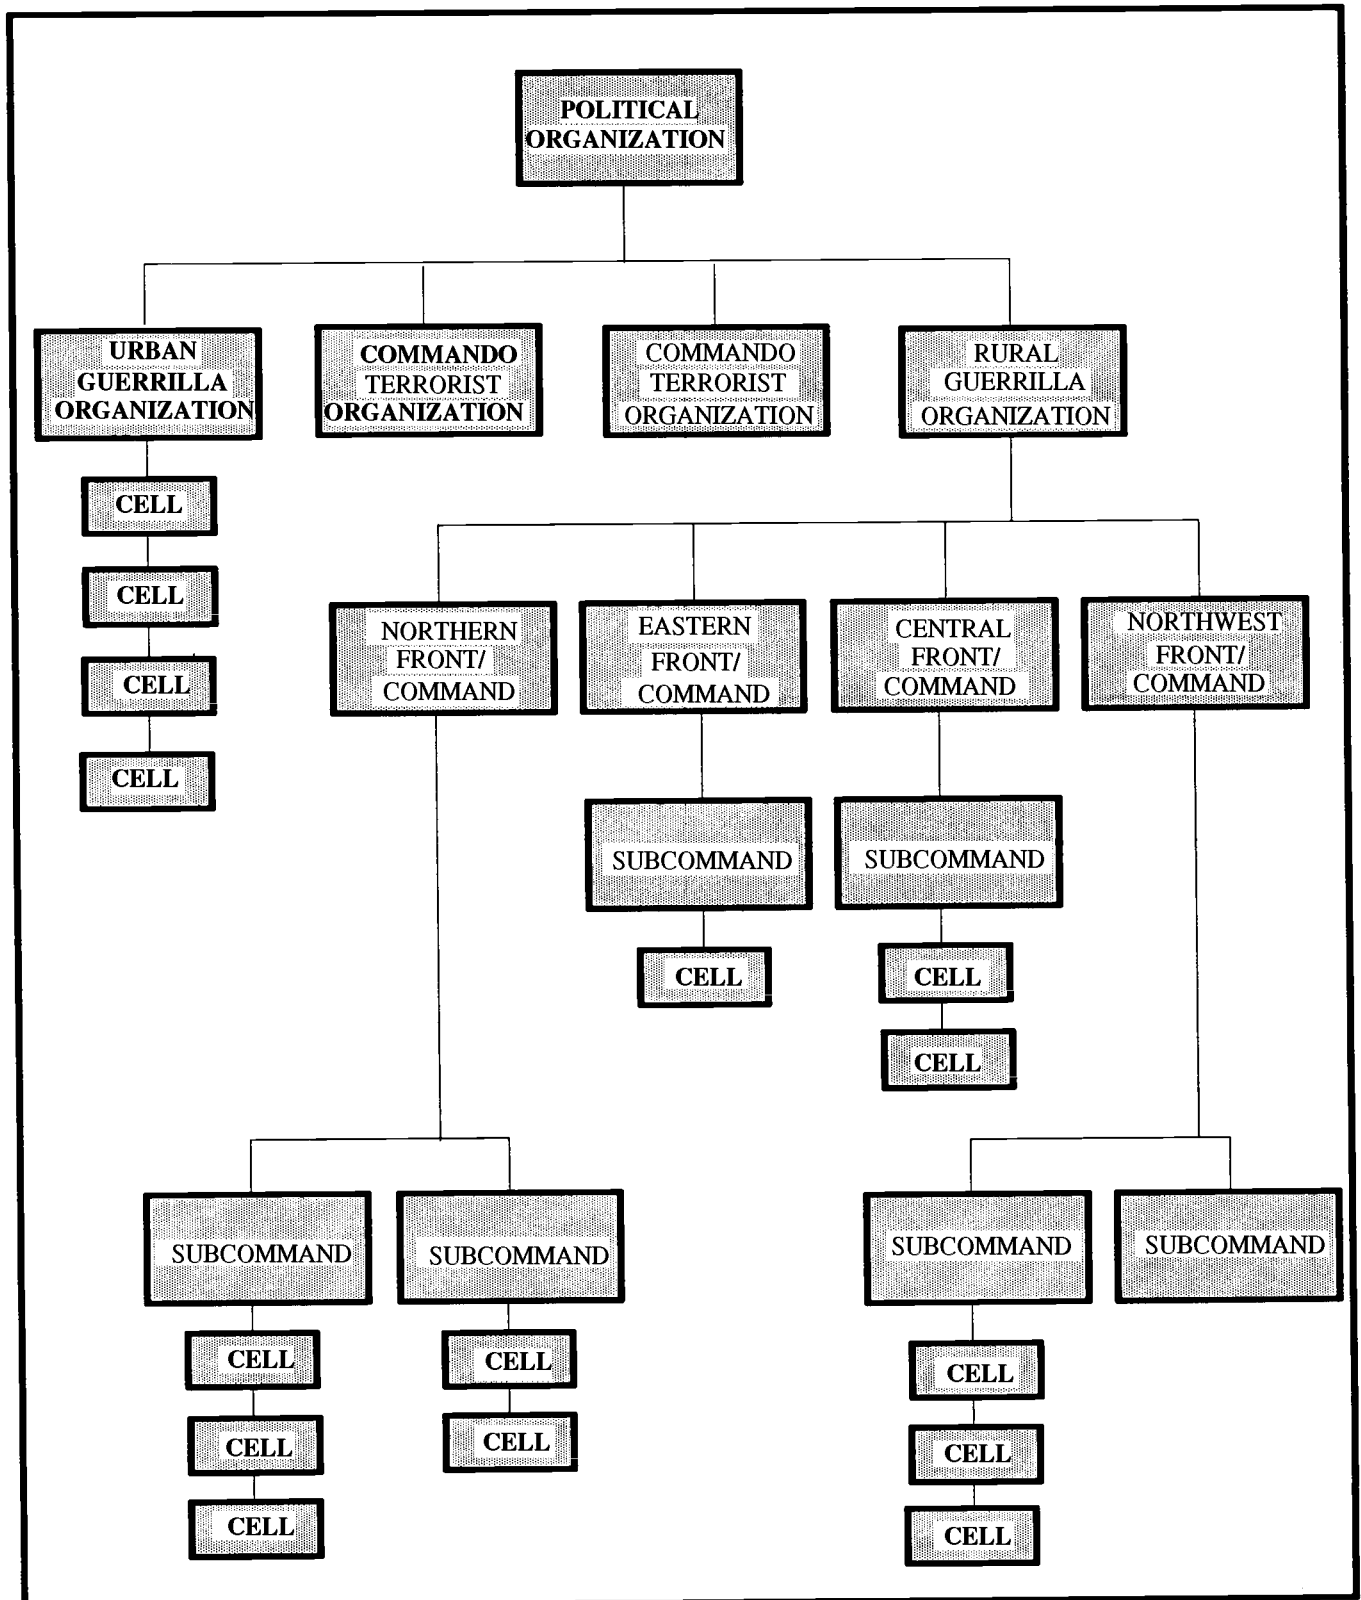 POLITICAL
ORGANIZATION
URBAN
GUERRILLA
ORGANIZATION
COMMANDO
TERRORIST
ORGANIZATION
COMMANDO
TERRORIST
ORGANIZATION
RURAL
GUERRILLA
ORGANIZATION
CELL
CELL
CELL
CELL
NORTHERN
FRONT/
COMMAND
EASTERN
FRONT/
COMMAND
CENTRAL
FRONT/
COMMAND
NORTHWEST
FRONT/
COMMAND
SUBCOMMAND
CELL
SUBCOMMAND
CELL
CELL
SUBCOMMAND
CELL
CELL
CELL
SUBCOMMAND
CELL
CELL
SUBCOMMAND
CELL
CELL
CELL
SUBCOMMAND